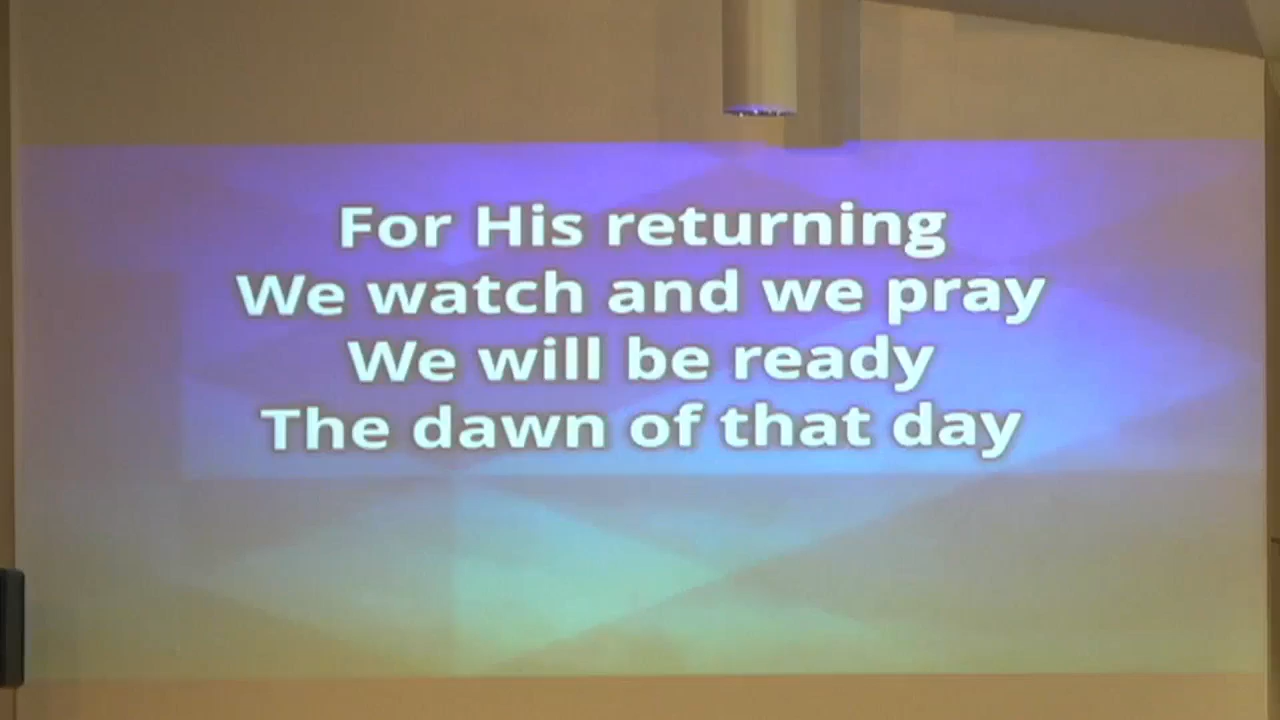 For His returning
We watch and we pray
We will be ready
The dawn of that day